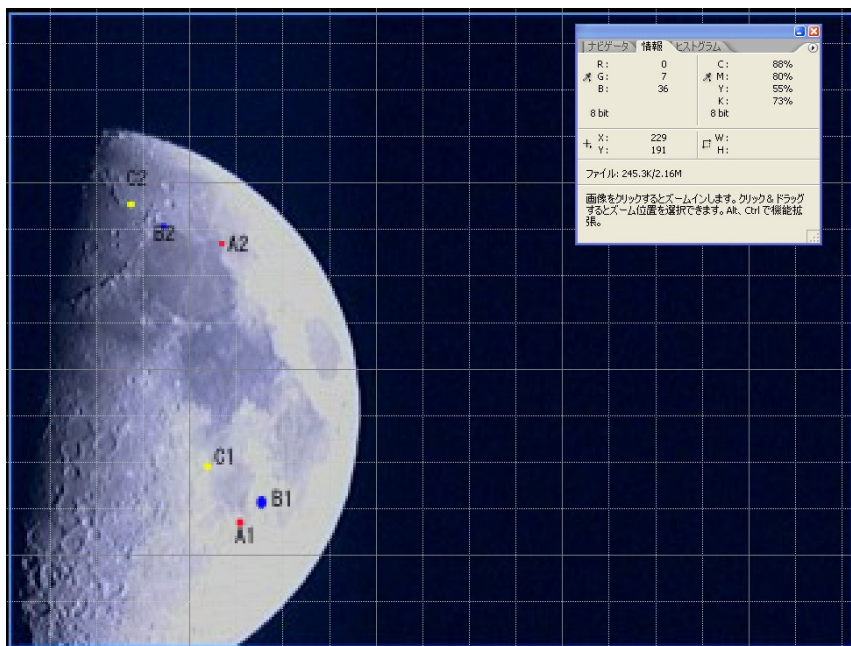 ナビゲータ 情報 ヒストグラム
R: 0
G: 7
B: 36
8 bit
C: 88%
M: 80%
Y: 55%
K: 73%
8 bit
X: 229
Y: 191
W:
H:
ファイル: 245.3K/2.16M
画像をクリックするとズームインします。クリック & ドラッグ
するとズーム位置を選択できます。Alt、Ctrl で機能拡
張。
C2
B2
A2
C1
B1
A1